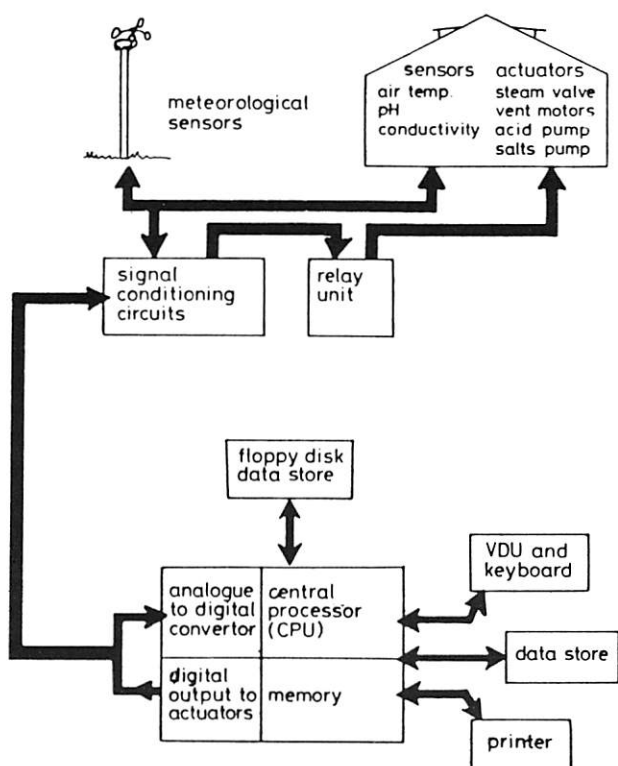 meteorological
sensors
sensors actuators
air temp. steam valve
pH vent motors
conductivity acid pump
salts pump
signal
conditioning
circuits
relay
unit
floppy disk
data store
analogue
to digital
convertor
central
processor
(CPU)
VDU and
keyboard
data store
digital
output to
actuators
memory
printer